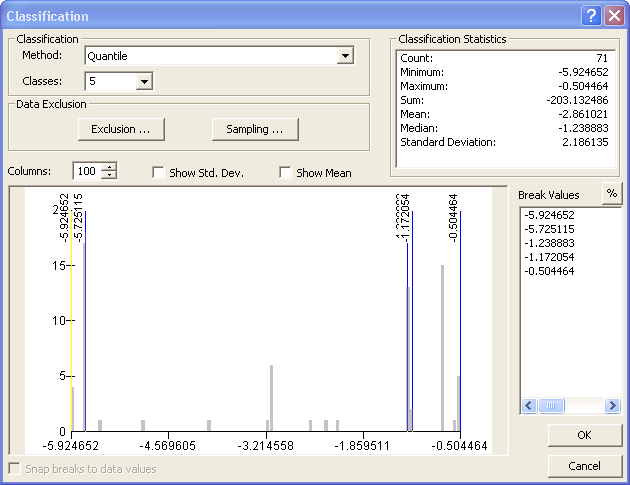 Classification
Classification
Method:
Quantile
Classes:
5
Data Exclusion
Exclusion ...
Sampling ...
Columns:
100
Show Std. Dev.
Show Mean
Classification Statistics
Count: 71
Minimum: -5.924652
Maximum: -0.504464
Sum: -203.132486
Mean: -2.861021
Median: -1.238883
Standard Deviation: 2.186135
Break Values
%
-5.924652
-5.725115
-1.238883
-1.172054
-0.504464
-5.924652
-5.725115
-1.172054
-0.504464
15
10
5
0
-5.924652
-4.569605
-3.214558
-1.859511
-0.504464
Snap breaks to data values
OK
Cancel